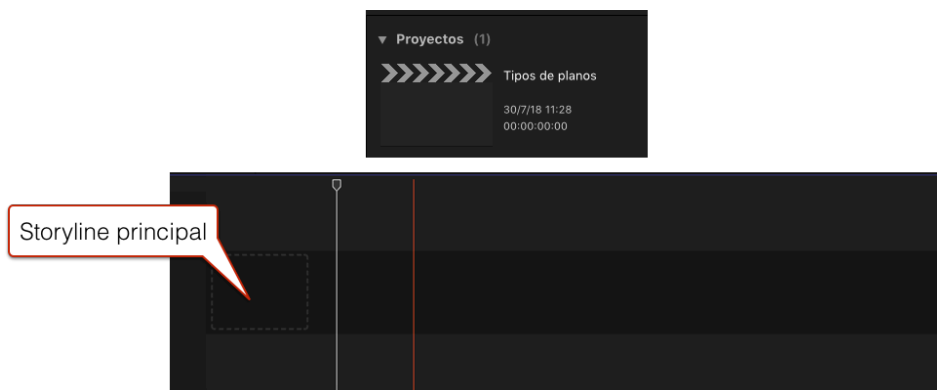 Proyectos (1)
Tipos de planos
30/7/18 11:28
00:00:00:00
Storyline principal